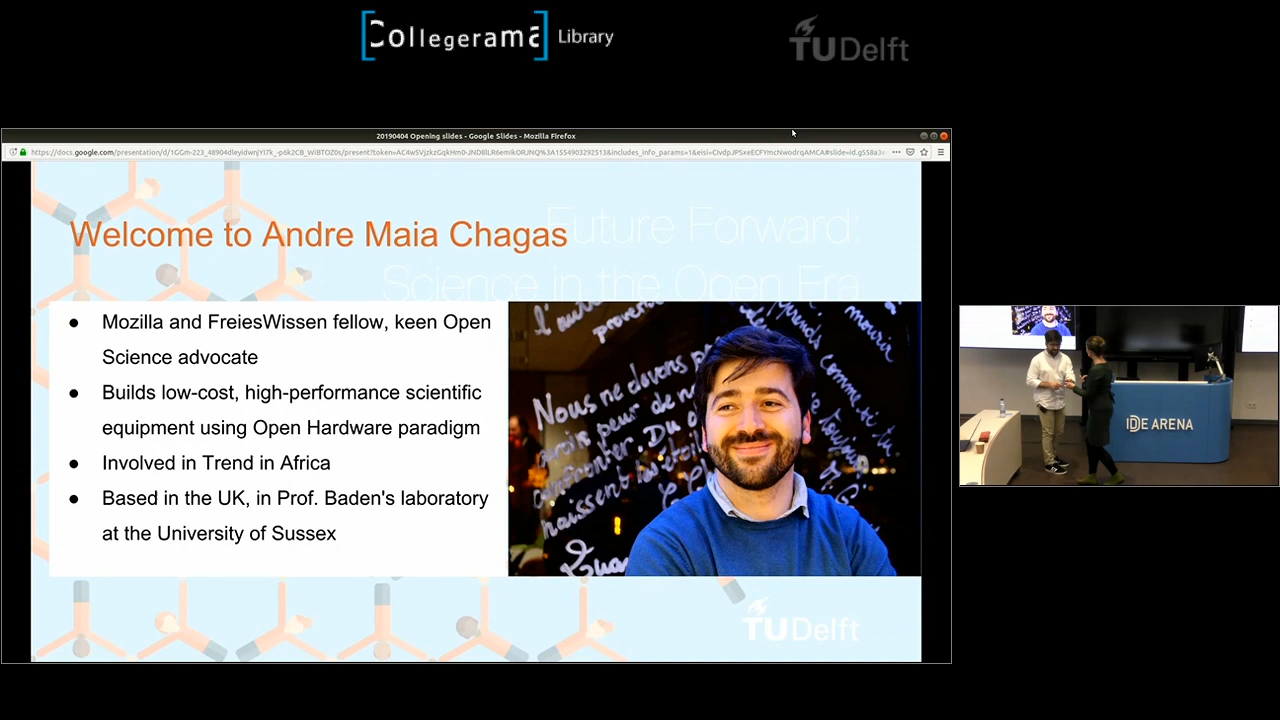 Collegerama Library
TU Delft
20190404 Opening slides - Google Slides - Mozilla Firefox
Future Forward:
Welcome to Andre Maia Chagas
Science in the Open Era
● Mozilla and FreiesWissen fellow, keen Open
Science advocate
● Builds low-cost, high-performance scientific
equipment using Open Hardware paradigm
● Involved in Trend in Africa
● Based in the UK, in Prof. Baden's laboratory
at the University of Sussex
Nous ne devons pas
TU Delft
IDE ARENA